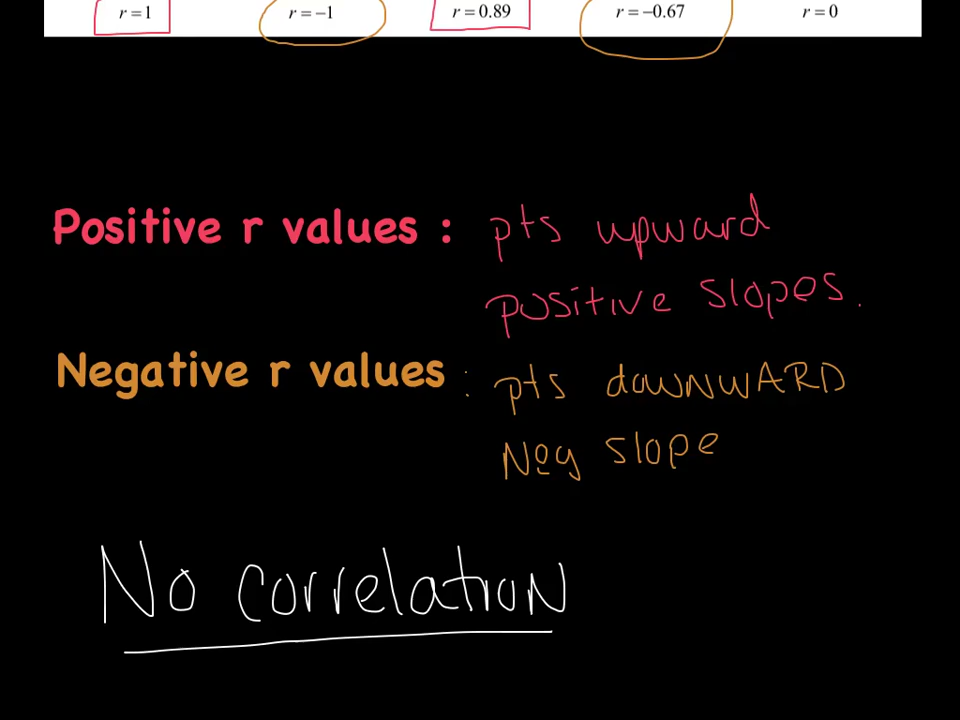 r = 1 r = −1 r = 0.89 r = −0.67 r = 0
Positive r values : pts upward
positive slopes.
Negative r values : pts downWARD
Neg slope
No correlation